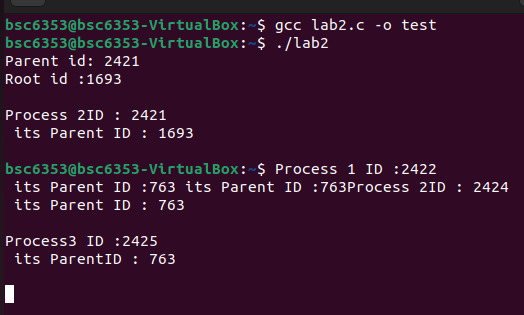 bsc6353@bsc6353-VirtualBox:~$ gcc lab2.c -o test
bsc6353@bsc6353-VirtualBox:~$ ./lab2
Parent id: 2421
Root id :1693
Process 2ID : 2421
 its Parent ID : 1693
bsc6353@bsc6353-VirtualBox:~$ Process 1 ID :2422
 its Parent ID :763 its Parent ID :763Process 2ID : 2424
 its Parent ID : 763
Process3 ID :2425
 its ParentID : 763